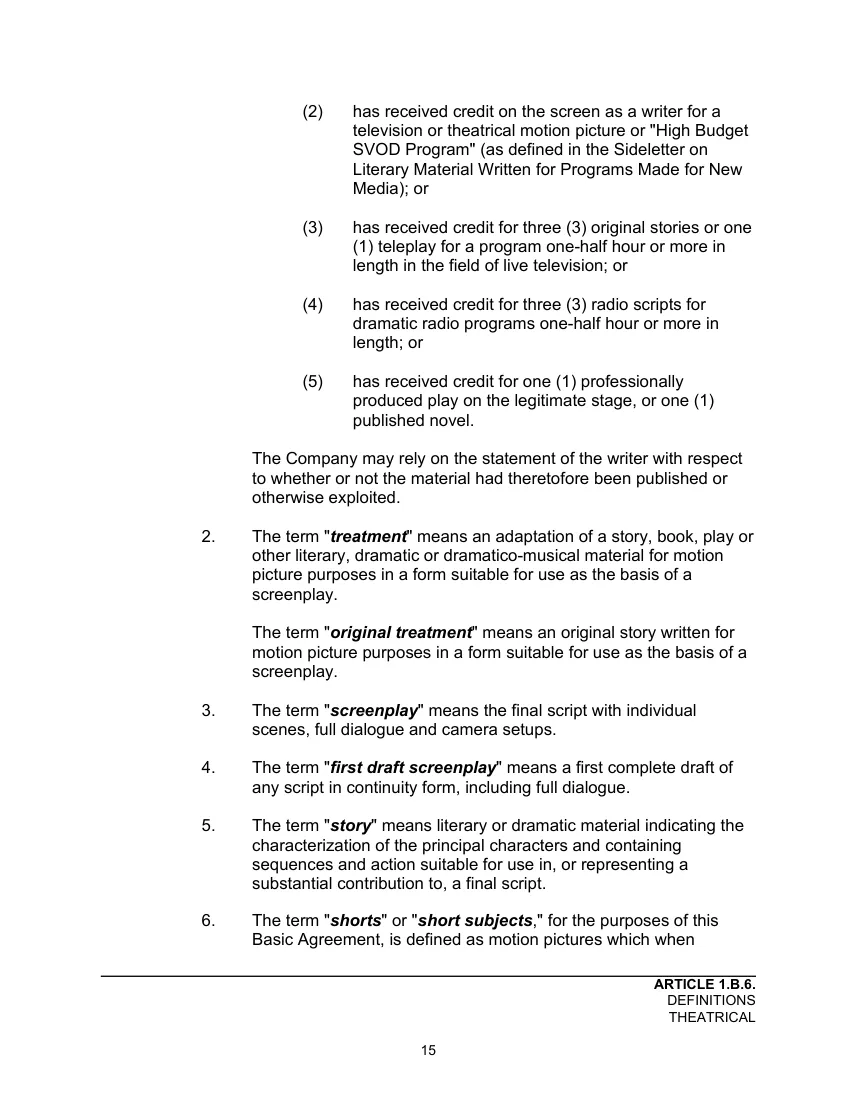 (2) has received credit on the screen as a writer for a
television or theatrical motion picture or "High Budget
SVOD Program" (as defined in the Sideletter on
Literary Material Written for Programs Made for New
Media); or
(3) has received credit for three (3) original stories or one
(1) teleplay for a program one-half hour or more in
length in the field of live television; or
(4) has received credit for three (3) radio scripts for
dramatic radio programs one-half hour or more in
length; or
(5) has received credit for one (1) professionally
produced play on the legitimate stage, or one (1)
published novel.
The Company may rely on the statement of the writer with respect
to whether or not the material had theretofore been published or
otherwise exploited.
2. The term "treatment" means an adaptation of a story, book, play or
other literary, dramatic or dramatico-musical material for motion
picture purposes in a form suitable for use as the basis of a
screenplay.
The term "original treatment" means an original story written for
motion picture purposes in a form suitable for use as the basis of a
screenplay.
3. The term "screenplay" means the final script with individual
scenes, full dialogue and camera setups.
4. The term "first draft screenplay" means a first complete draft of
any script in continuity form, including full dialogue.
5. The term "story" means literary or dramatic material indicating the
characterization of the principal characters and containing
sequences and action suitable for use in, or representing a
substantial contribution to, a final script.
6. The term "shorts" or "short subjects," for the purposes of this
Basic Agreement, is defined as motion pictures which when
ARTICLE 1.B.6.
DEFINITIONS
THEATRICAL
15